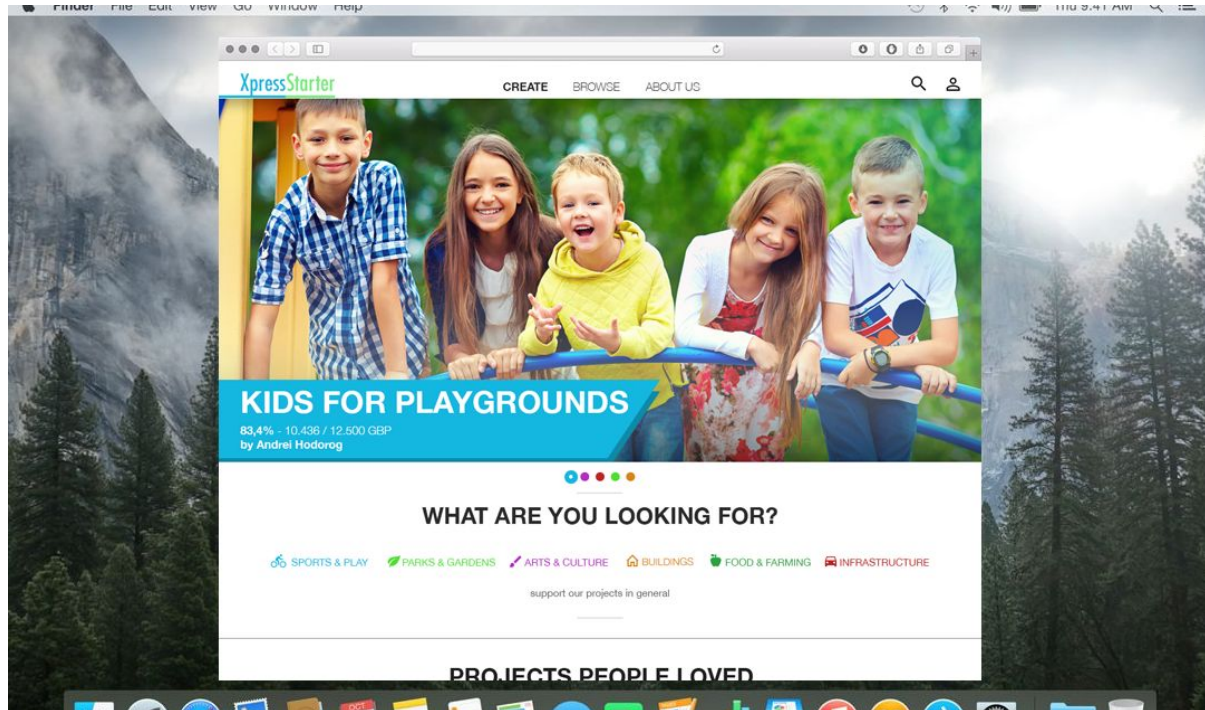 Finder File Edit View Go Window Help Thu 9:41 AM
XpressStarter CREATE BROWSE ABOUT US
KIDS FOR PLAYGROUNDS
83,4% - 10.436 / 12.500 GBP
by Andrei Hodorog
WHAT ARE YOU LOOKING FOR?
SPORTS & PLAY PARKS & GARDENS ARTS & CULTURE BUILDINGS FOOD & FARMING INFRASTRUCTURE
support our projects in general
PROJECTS PEOPLE LOVED
OCT